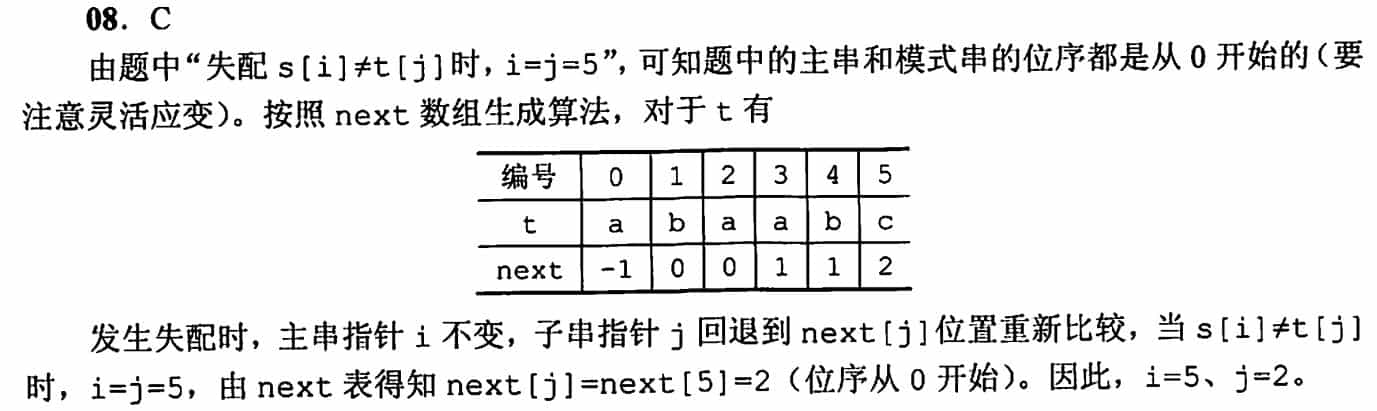 08. C
由题中“失配 s[i]≠t[j]时，i=j=5”，可知题中的主串和模式串的位序都是从 0 开始的（要
注意灵活应变）。按照 next 数组生成算法，对于 t 有
编号 0 1 2 3 4 5
t a b a a b c
next -1 0 0 1 1 2
发生失配时，主串指针 i 不变，子串指针 j 回退到 next[j]位置重新比较，当 s[i]≠t[j]
时，i=j=5，由 next 表得知 next[j]=next[5]=2（位序从 0 开始）。因此，i=5、j=2。